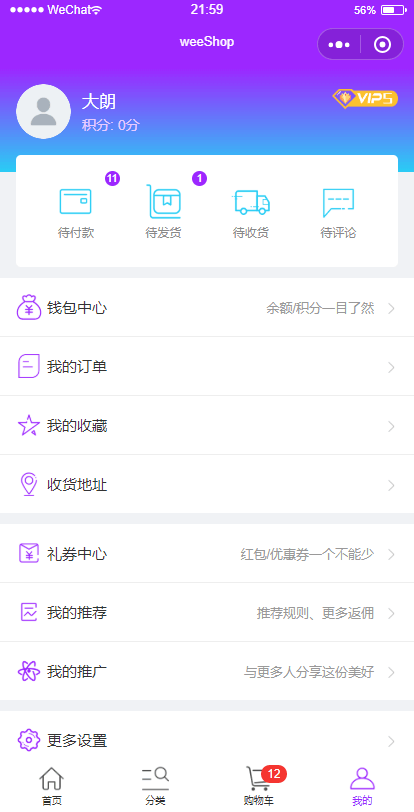 WeChat 21:59 56%
weeShop
大朗
VIP5
积分: 0分
11 1
待付款 待发货 待收货 待评论
钱包中心 余额/积分一目了然
我的订单
我的收藏
收货地址
礼券中心 红包/优惠券一个不能少
我的推荐 推荐规则、更多返佣
我的推广 与更多人分享这份美好
更多设置
12
首页 分类 购物车 我的